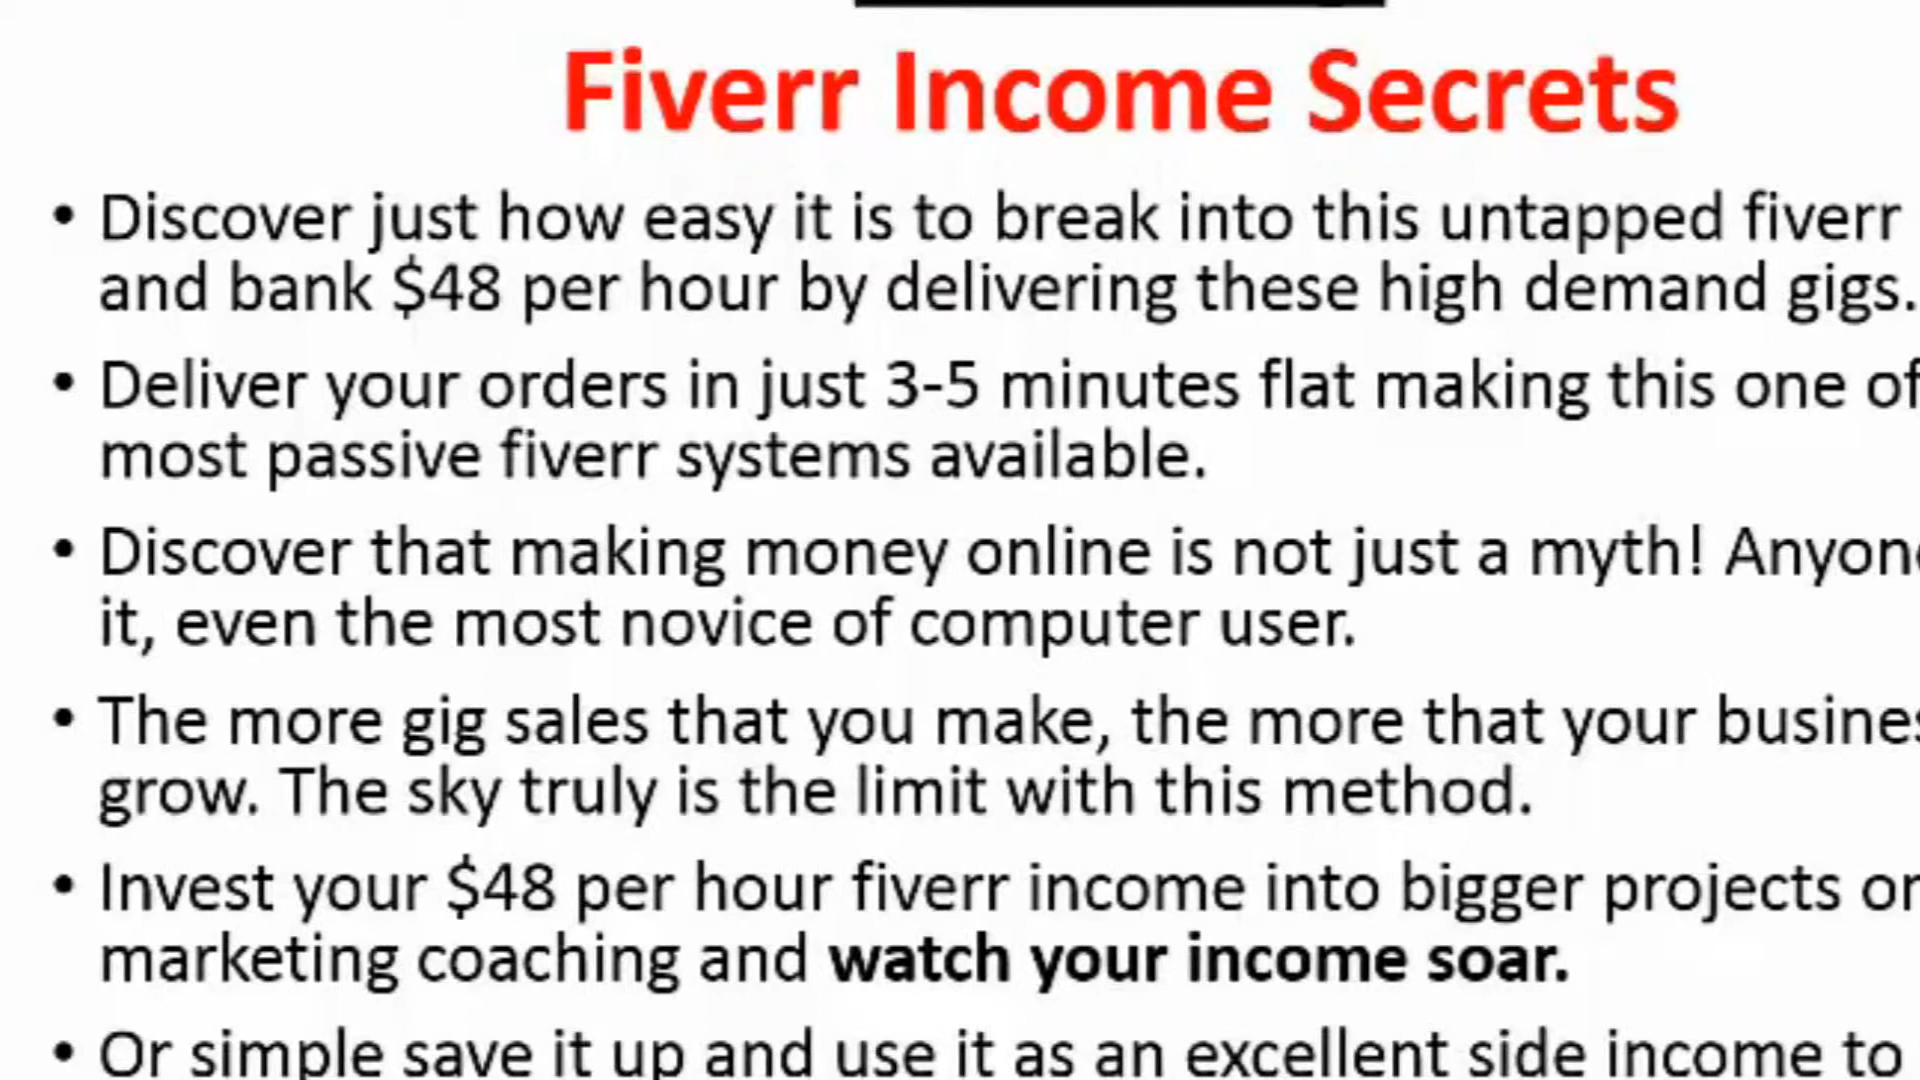 Fiverr Income Secrets
• Discover just how easy it is to break into this untapped fiverr
and bank $48 per hour by delivering these high demand gigs.
• Deliver your orders in just 3-5 minutes flat making this one of
most passive fiverr systems available.
• Discover that making money online is not just a myth! Anyone
it, even the most novice of computer user.
• The more gig sales that you make, the more that your busines
grow. The sky truly is the limit with this method.
• Invest your $48 per hour fiverr income into bigger projects or
marketing coaching and watch your income soar.
• Or simple save it up and use it as an excellent side income to